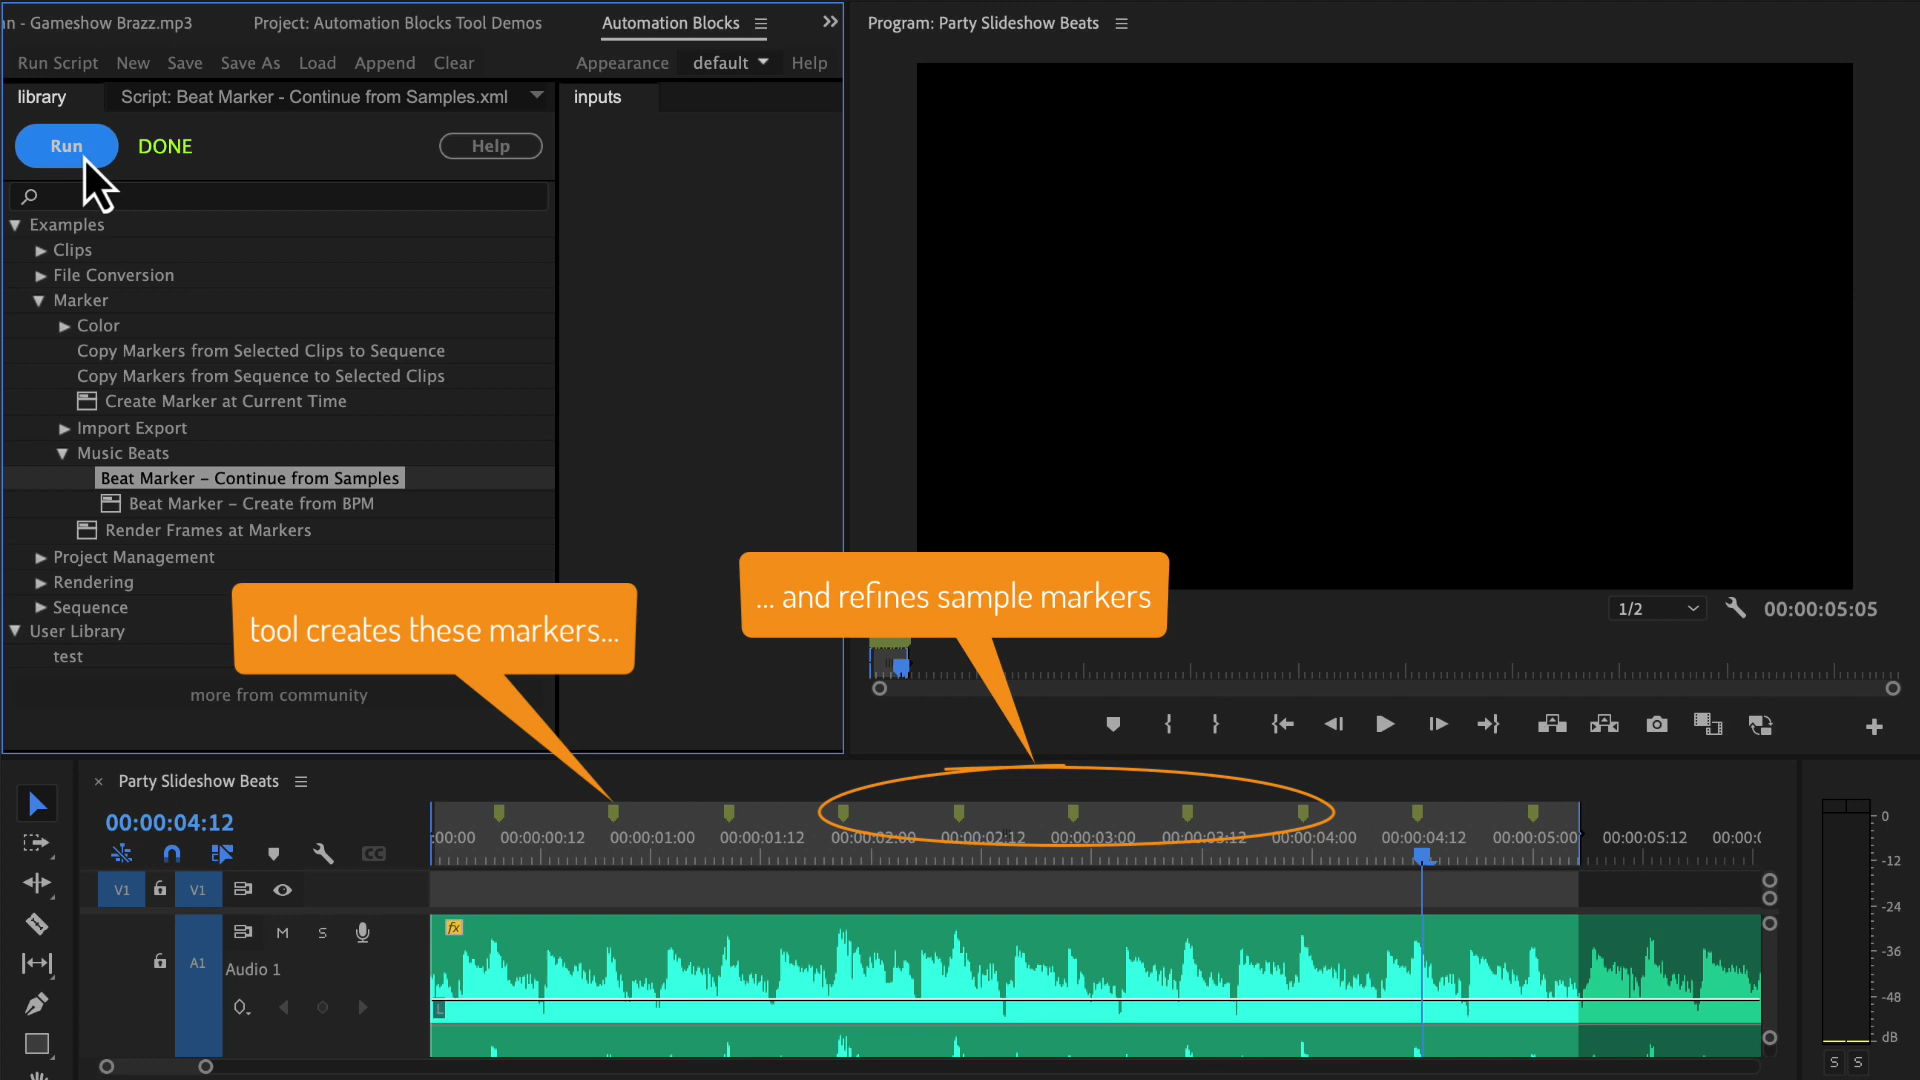 n - Gameshow Brazz.mp3
Project: Automation Blocks Tool Demos
Automation Blocks
Program: Party Slideshow Beats
Run Script New Save Save As Load Append Clear
Appearance default Help
library
Script: Beat Marker - Continue from Samples.xml
inputs
Run
DONE
Help
Examples
Clips
File Conversion
Marker
Color
Copy Markers from Selected Clips to Sequence
Copy Markers from Sequence to Selected Clips
Create Marker at Current Time
Import Export
Music Beats
Beat Marker – Continue from Samples
Beat Marker – Create from BPM
Render Frames at Markers
Project Management
Rendering
Sequence
User Library
test
more from community
tool creates these markers...
... and refines sample markers
1/2
00:00:05:05
Party Slideshow Beats
00:00:04:12
:00:00 00:00:00:12 00:00:01:00 00:00:01:12 00:00:02:00 00:00:02:12 00:00:03:00 00:00:03:12 00:00:04:00 00:00:04:12 00:00:05:00 00:00:05:12 00:00:
CC
V1 V1
fx
M S
A1
Audio 1
L
0
-12
-24
-36
-48
dB
S S